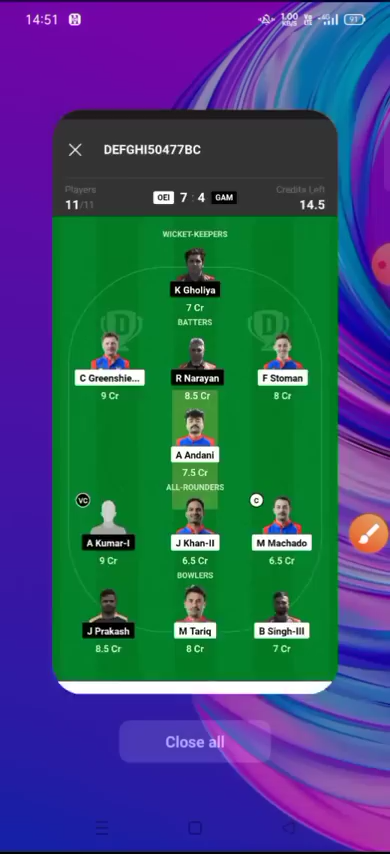 14:51
1.00
KB/S
91
DEFGHI50477BC
Players
11/11
OEI 7 : 4 GAM
Credits Left
14.5
WICKET-KEEPERS
K Gholiya
7 Cr
BATTERS
C Greenshie... R Narayan F Stoman
9 Cr 8.5 Cr 8 Cr
A Andani
7.5 Cr
ALL-ROUNDERS
VC C
A Kumar-I J Khan-II M Machado
9 Cr 6.5 Cr 6.5 Cr
BOWLERS
J Prakash M Tariq B Singh-III
8.5 Cr 8 Cr 7 Cr
Close all